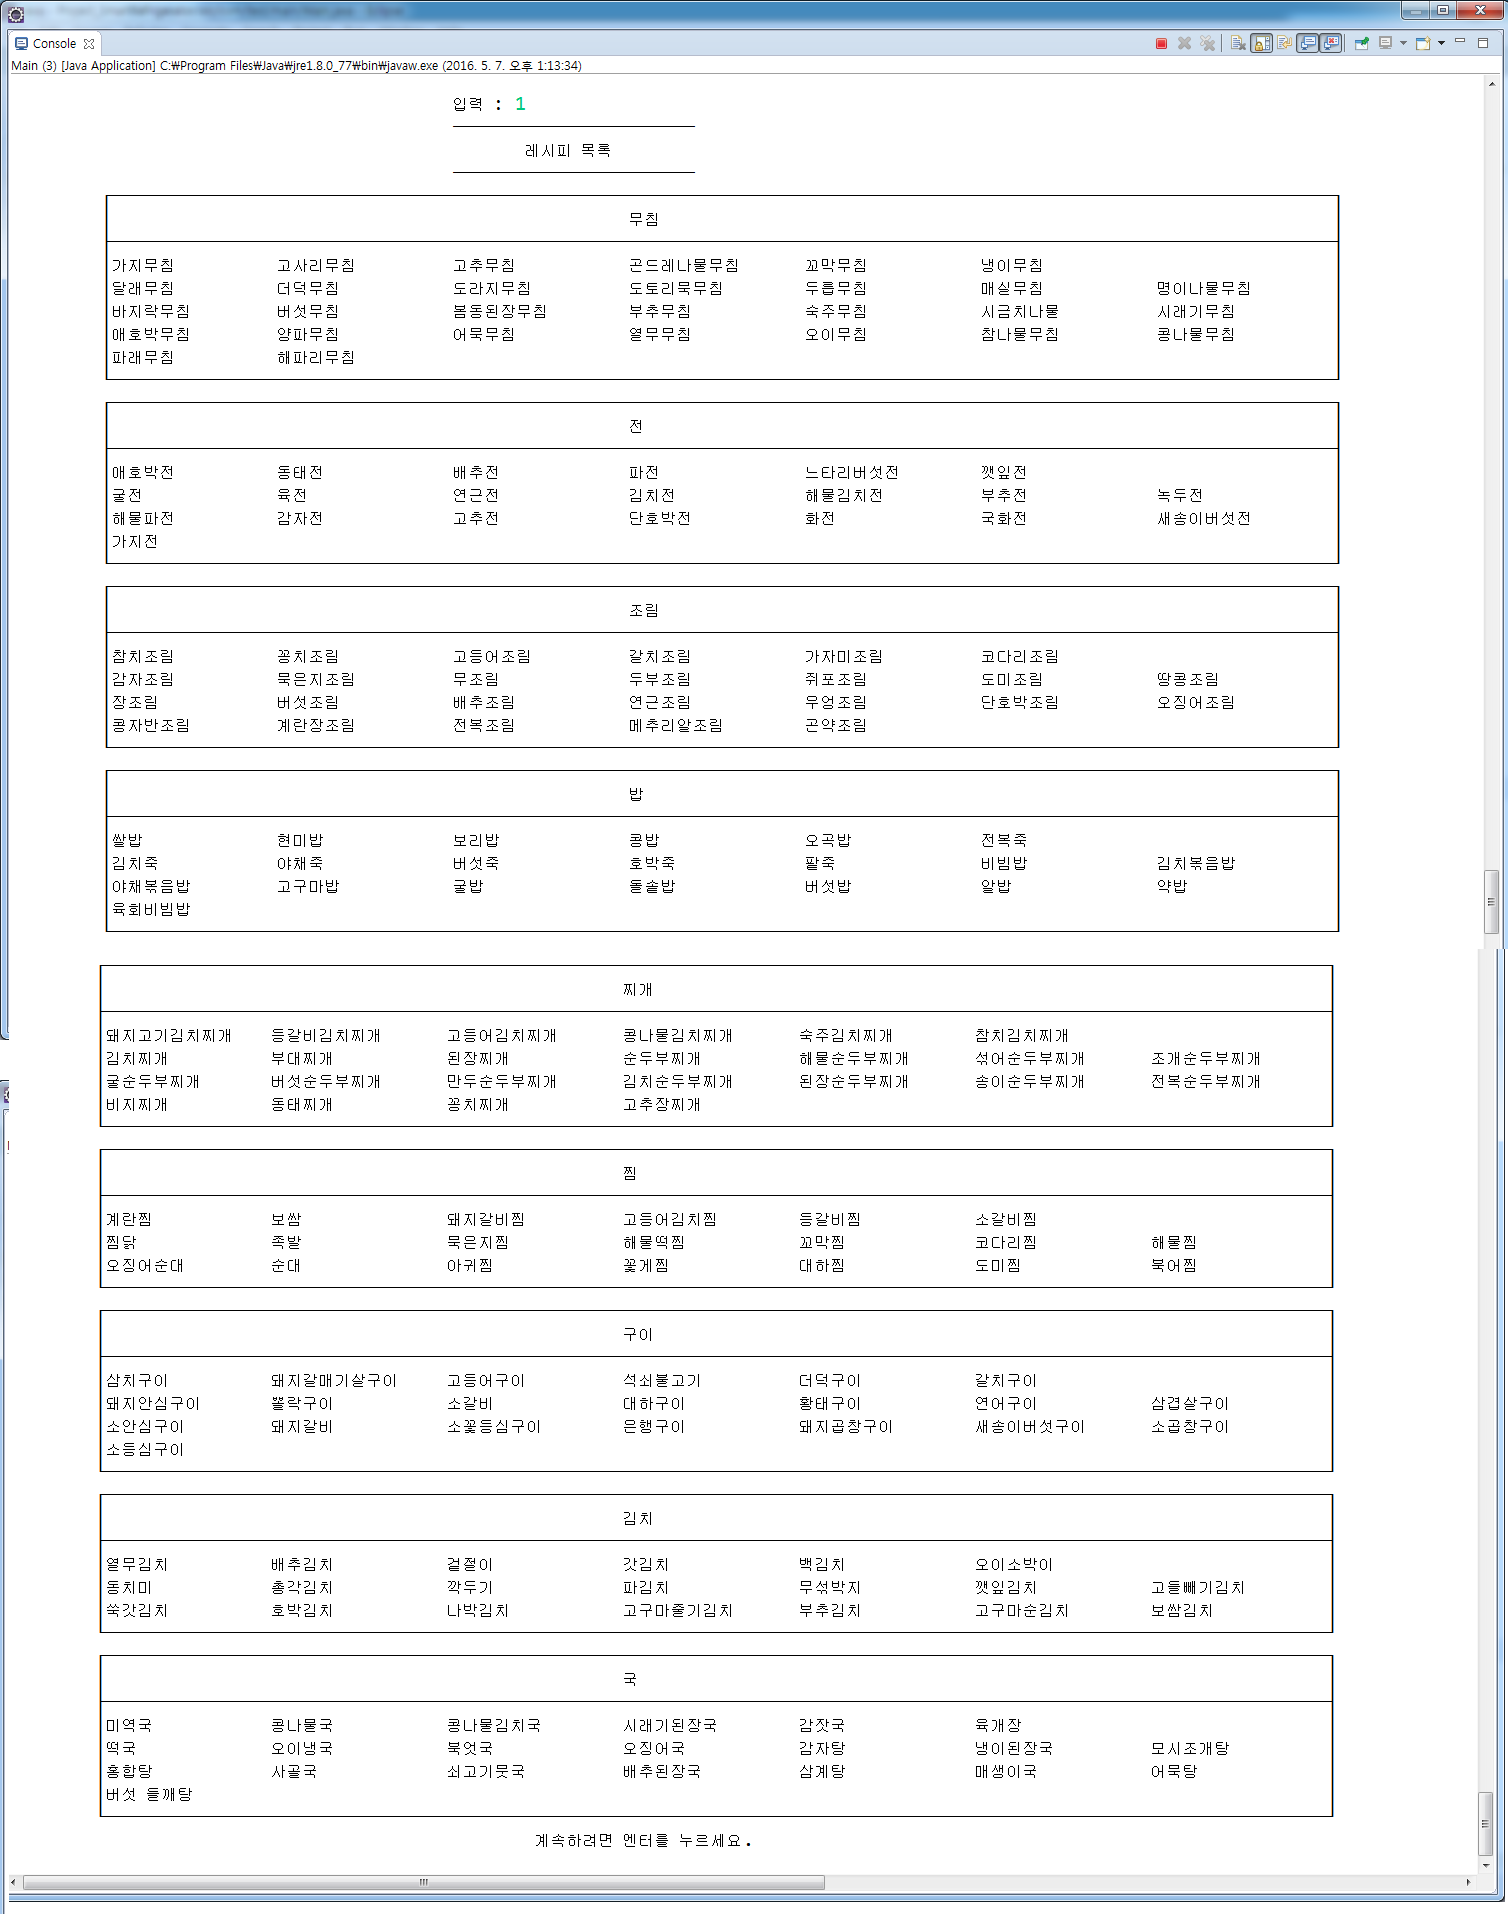 Console
Main (3) [Java Application] C:₩Program Files₩Java₩jre1.8.0_77₩bin₩javaw.exe (2016. 5. 7. 오후 1:13:34)
입력 : 1
레시피 목록
무침
가지무침 고사리무침 고추무침 곤드레나물무침 꼬막무침 냉이무침
달래무침 더덕무침 도라지무침 도토리묵무침 두릅무침 매실무침 명이나물무침
바지락무침 버섯무침 봄동된장무침 부추무침 숙주무침 시금치나물 시래기무침
애호박무침 양파무침 어묵무침 열무무침 오이무침 참나물무침 콩나물무침
파래무침 해파리무침
전
애호박전 동태전 배추전 파전 느타리버섯전 깻잎전
굴전 육전 연근전 김치전 해물김치전 부추전 녹두전
해물파전 감자전 고추전 단호박전 화전 국화전 새송이버섯전
가지전
조림
참치조림 꽁치조림 고등어조림 갈치조림 가자미조림 코다리조림
감자조림 묵은지조림 무조림 두부조림 쥐포조림 도미조림 땅콩조림
장조림 버섯조림 배추조림 연근조림 우엉조림 단호박조림 오징어조림
콩자반조림 계란장조림 전복조림 메추리알조림 곤약조림
밥
쌀밥 현미밥 보리밥 콩밥 오곡밥 전복죽
김치죽 야채죽 버섯죽 호박죽 팥죽 비빔밥 김치볶음밥
야채볶음밥 고구마밥 굴밥 돌솥밥 버섯밥 알밥 약밥
육회비빔밥
찌개
돼지고기김치찌개 등갈비김치찌개 고등어김치찌개 콩나물김치찌개 숙주김치찌개 참치김치찌개
김치찌개 부대찌개 된장찌개 순두부찌개 해물순두부찌개 섞어순두부찌개 조개순두부찌개
굴순두부찌개 버섯순두부찌개 만두순두부찌개 김치순두부찌개 된장순두부찌개 송이순두부찌개 전복순두부찌개
비지찌개 동태찌개 꽁치찌개 고추장찌개
찜
계란찜 보쌈 돼지갈비찜 고등어김치찜 등갈비찜 소갈비찜
찜닭 족발 묵은지찜 해물떡찜 꼬막찜 코다리찜 해물찜
오징어순대 순대 아귀찜 꽃게찜 대하찜 도미찜 북어찜
구이
삼치구이 돼지갈매기살구이 고등어구이 석쇠불고기 더덕구이 갈치구이
돼지안심구이 뽈락구이 소갈비 대하구이 황태구이 연어구이 삼겹살구이
소안심구이 돼지갈비 소꽃등심구이 은행구이 돼지곱창구이 새송이버섯구이 소곱창구이
소등심구이
김치
열무김치 배추김치 겉절이 갓김치 백김치 오이소박이
동치미 총각김치 깍두기 파김치 무섞박지 깻잎김치 고들빼기김치
쑥갓김치 호박김치 나박김치 고구마줄기김치 부추김치 고구마순김치 보쌈김치
국
미역국 콩나물국 콩나물김치국 시래기된장국 감잣국 육개장
떡국 오이냉국 북엇국 오징어국 감자탕 냉이된장국 모시조개탕
홍합탕 사골국 쇠고기뭇국 배추된장국 삼계탕 매생이국 어묵탕
버섯 들깨탕
계속하려면 엔터를 누르세요.